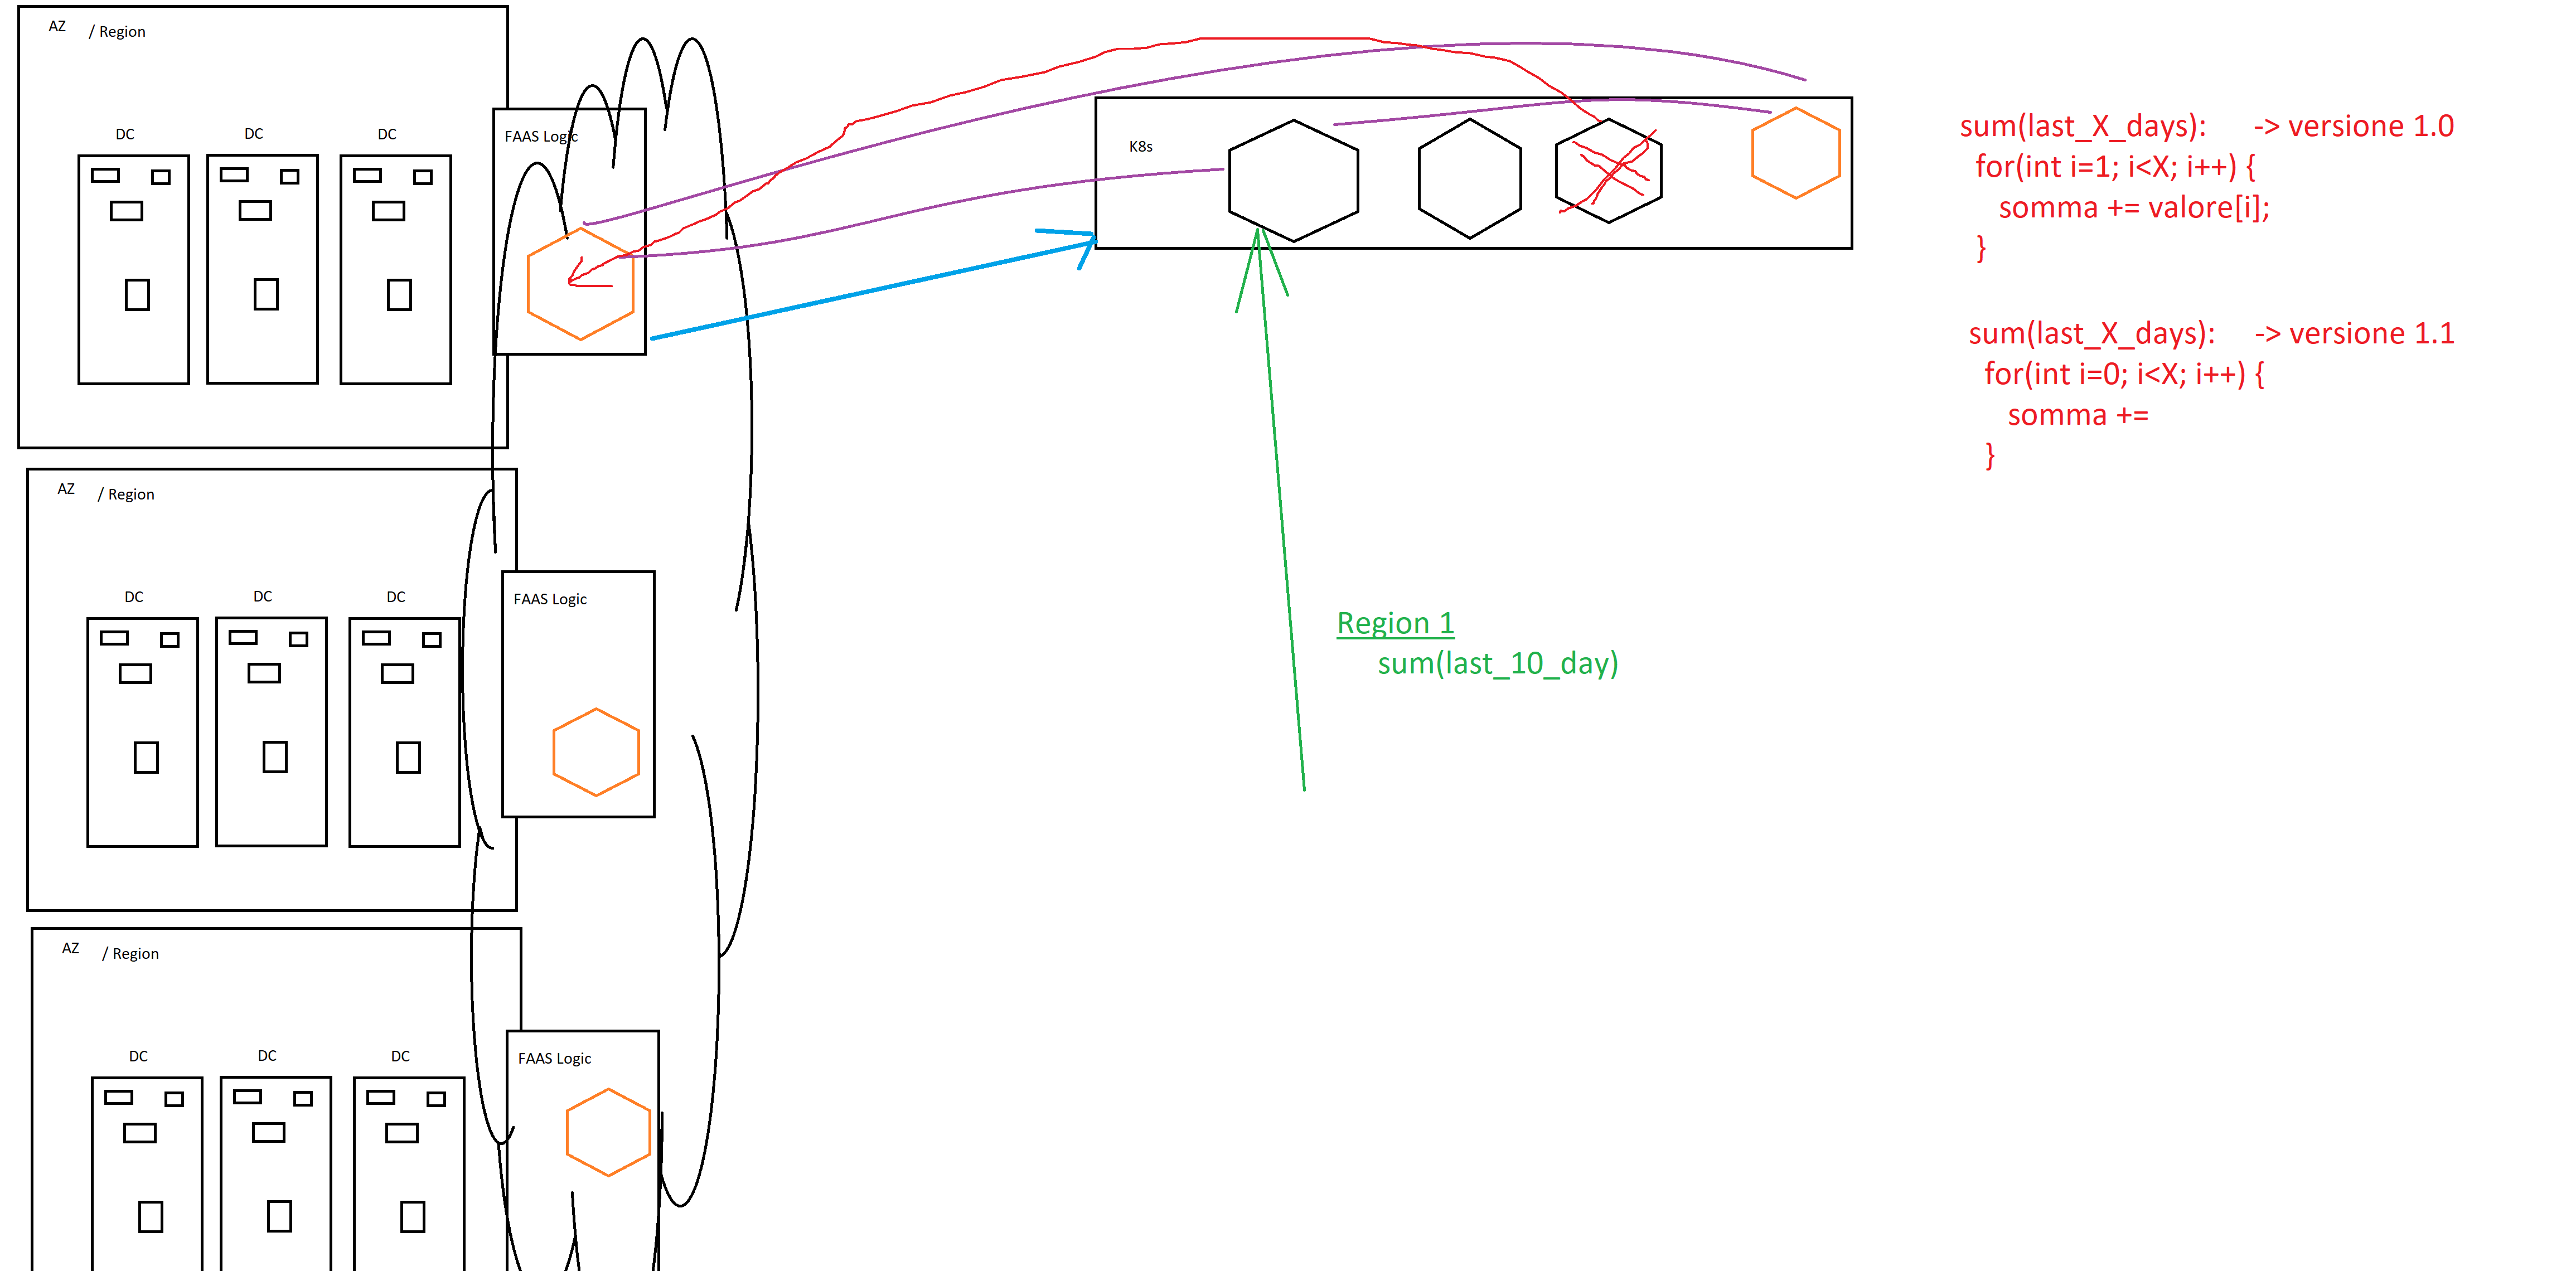 AZ / Region
DC DC DC
FAAS Logic
K8s
sum(last_X_days): -> versione 1.0
for(int i=1; i<X; i++) {
somma += valore[i];
}
sum(last_X_days): -> versione 1.1
for(int i=0; i<X; i++) {
somma +=
}
AZ / Region
DC DC DC
FAAS Logic
Region 1
sum(last_10_day)
AZ / Region
DC DC DC
FAAS Logic